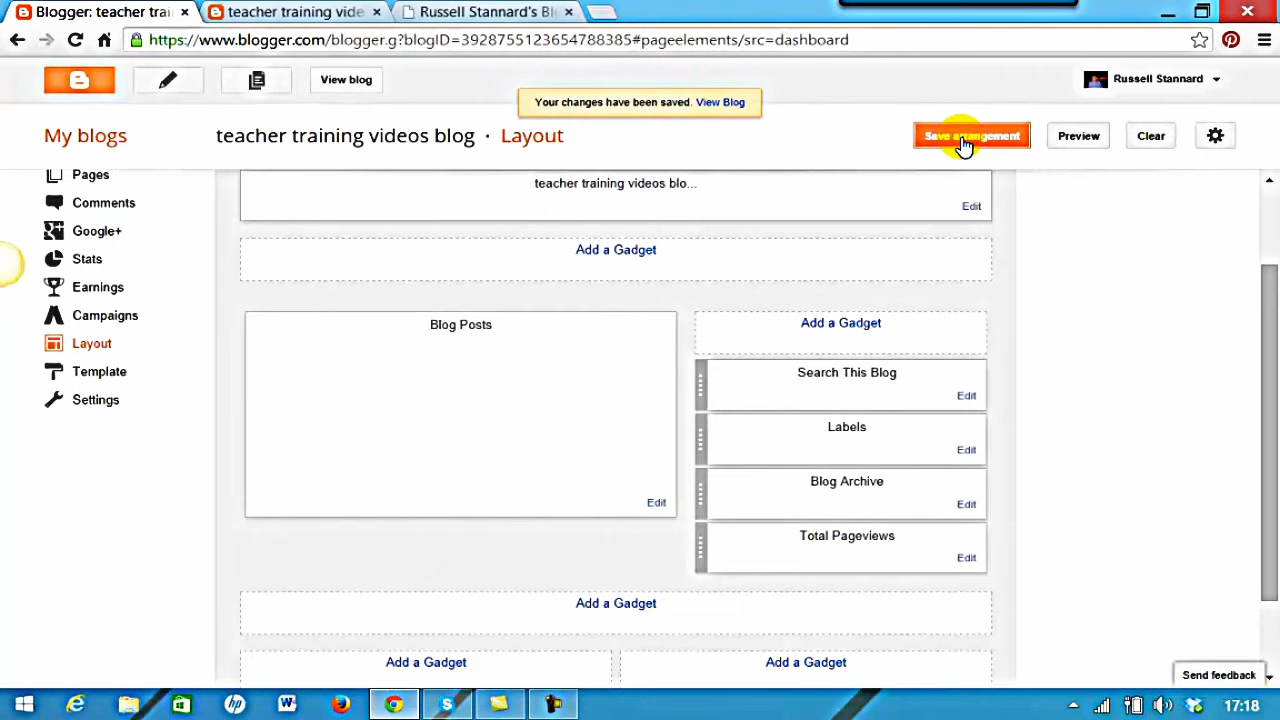 Blogger: teacher trai
teacher training vide
Russell Stannard's Bl
https://www.blogger.com/blogger.g?blogID=3928755123654788385#pageelements/src=dashboard
View blog
Russell Stannard
Your changes have been saved. View Blog
My blogs
teacher training videos blog · Layout
Save arrangement
Preview
Clear
Pages
Comments
Google+
Stats
Earnings
Campaigns
Layout
Template
Settings
teacher training videos blo...
Edit
Add a Gadget
Blog Posts
Edit
Add a Gadget
Search This Blog
Edit
Labels
Edit
Blog Archive
Edit
Total Pageviews
Edit
Add a Gadget
Add a Gadget
Add a Gadget
Send feedback
17:18